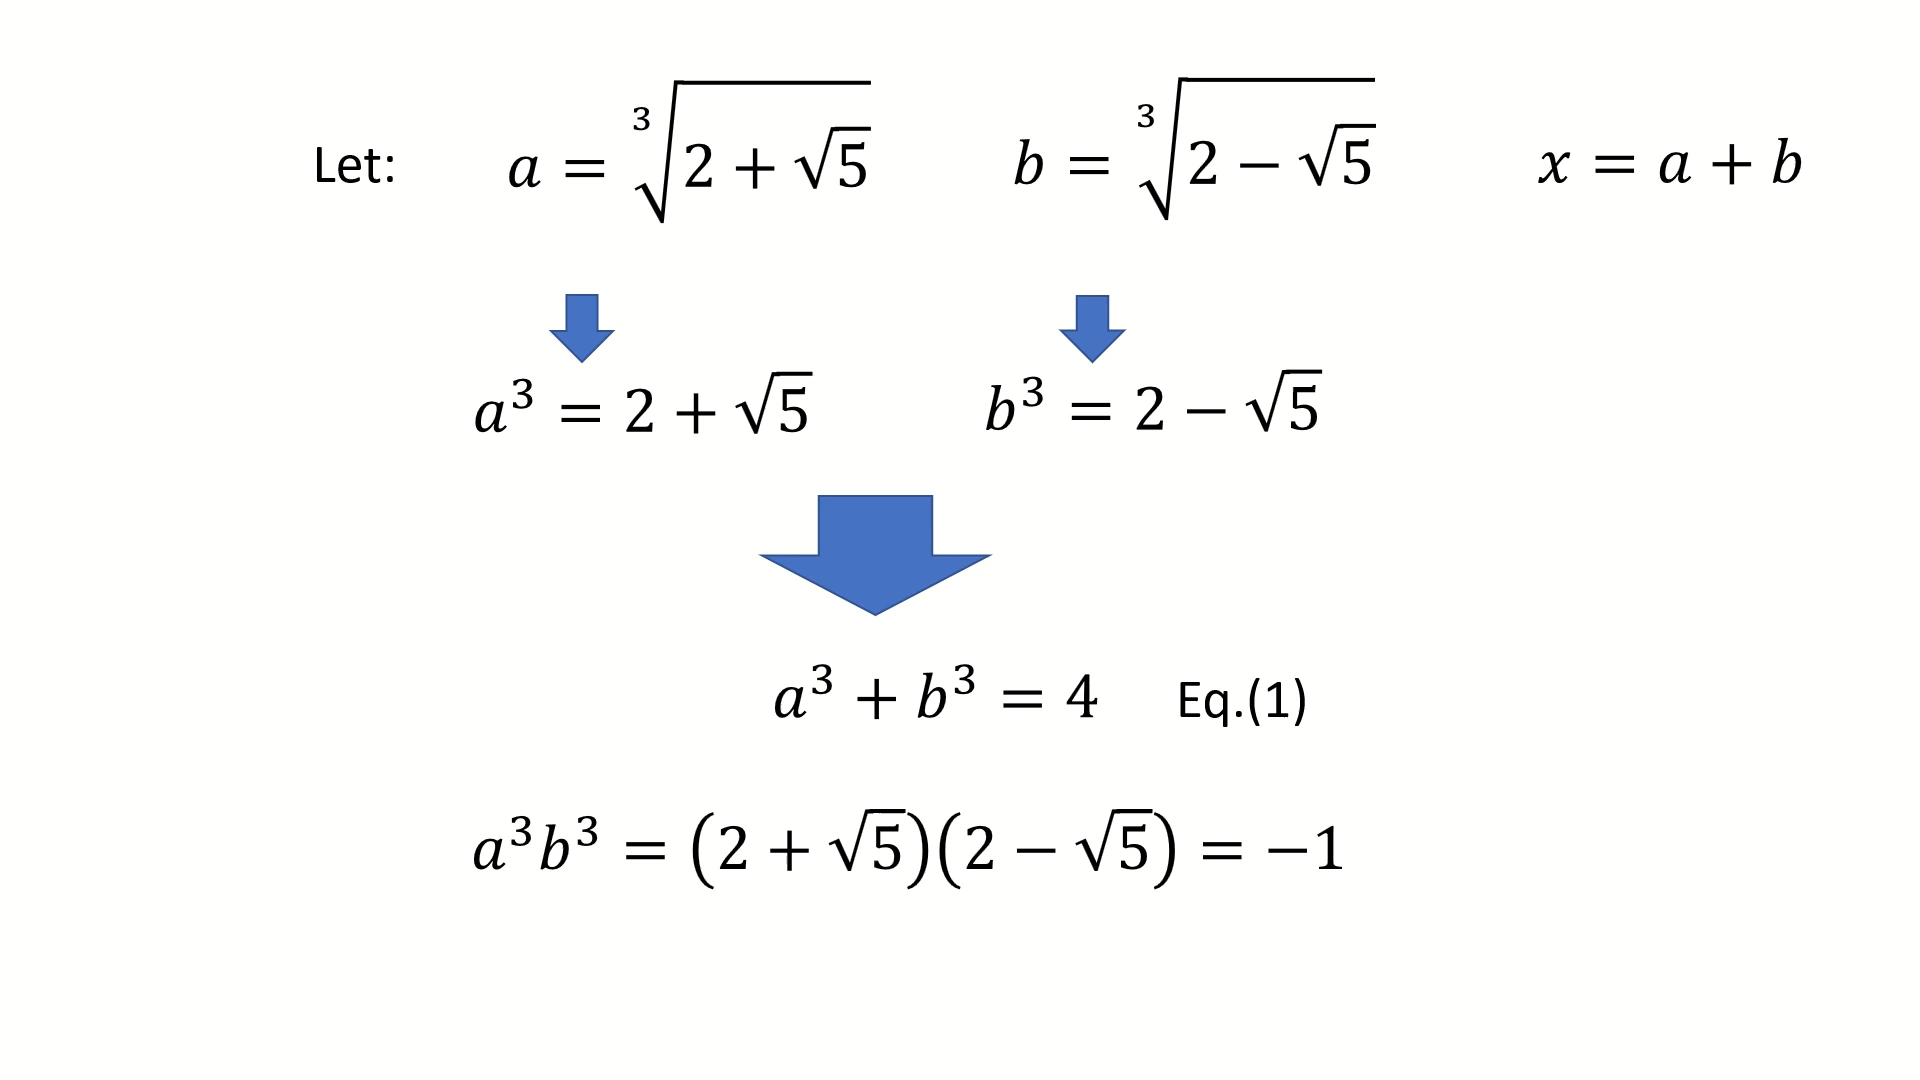 Let: a = ∛(2 + √5) b = ∛(2 − √5) x = a + b
a³ = 2 + √5 b³ = 2 − √5
a³ + b³ = 4 Eq.(1)
a³b³ = (2 + √5)(2 − √5) = −1